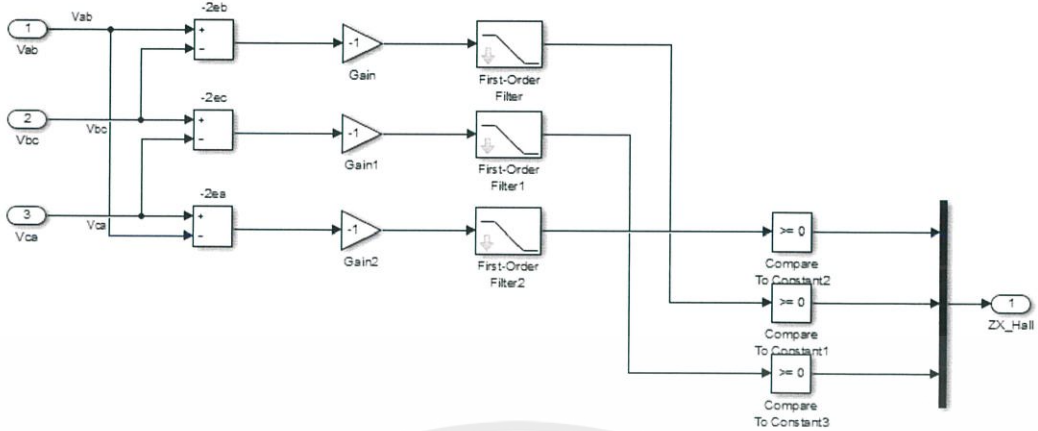 -2eb
1
Vab
Vab
+
-
-1
Gain
First-Order
Filter
-2ec
2
Vbc
Vbc
+
-
-1
Gain1
First-Order
Filter1
-2ea
3
Vca
Vca
+
-
-1
Gain2
First-Order
Filter2
>= 0
Compare
To Constant2
>= 0
Compare
To Constant1
>= 0
Compare
To Constant3
1
ZX_Hall